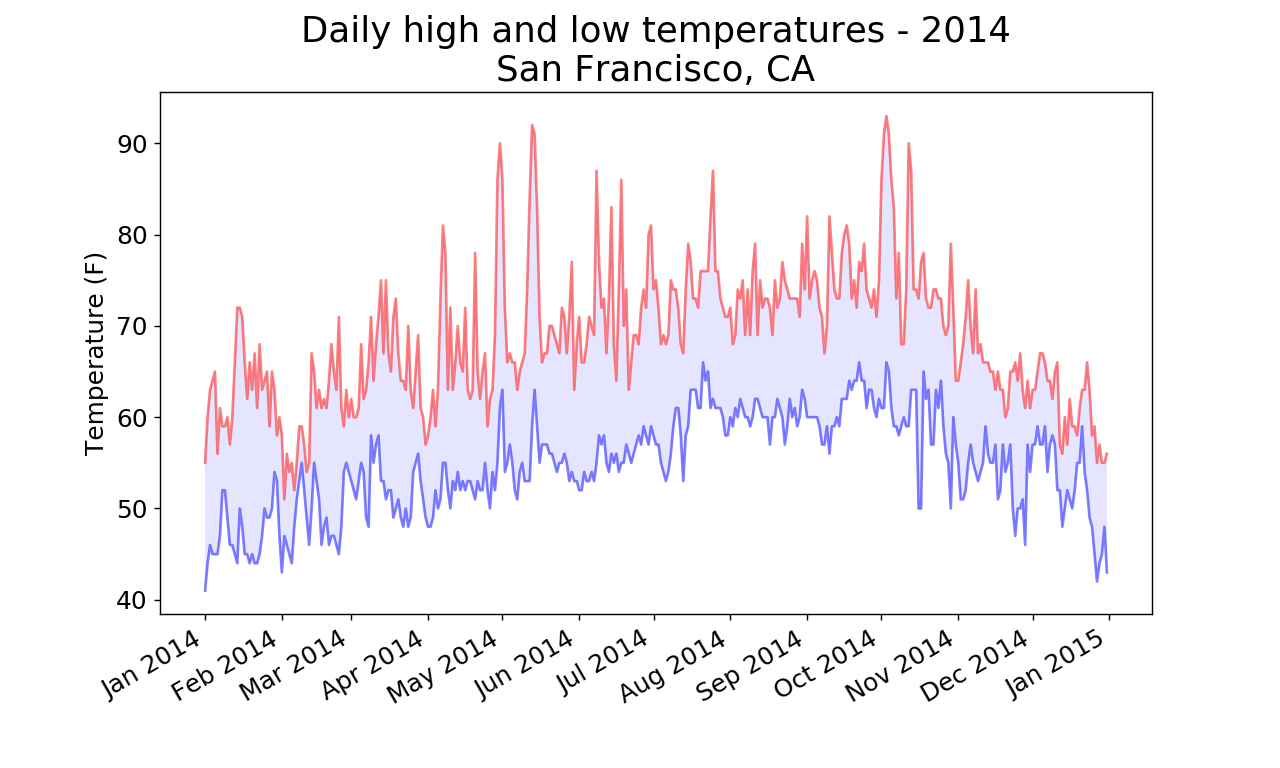 Daily high and low temperatures - 2014
San Francisco, CA
Temperature (F)
90
80
70
60
50
40
Jan 2014
Feb 2014
Mar 2014
Apr 2014
May 2014
Jun 2014
Jul 2014
Aug 2014
Sep 2014
Oct 2014
Nov 2014
Dec 2014
Jan 2015